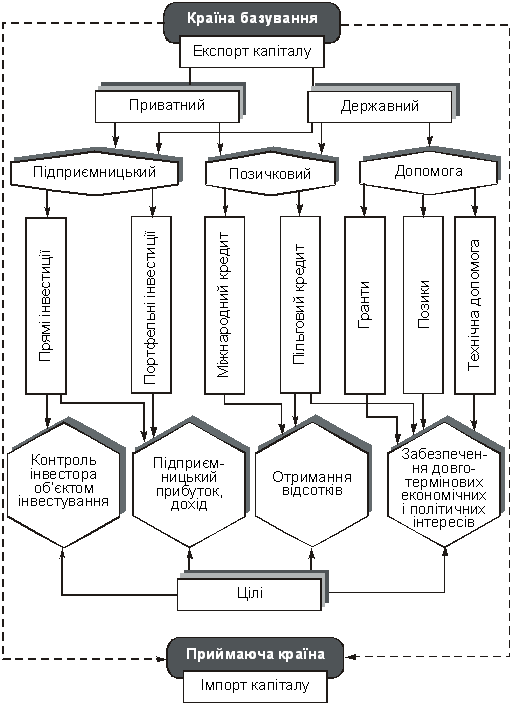 Країна базування
Експорт капіталу
Приватний
Державний
Підприємницький
Позичковий
Допомога
Прямі інвестиції
Портфельні інвестиції
Міжнародний кредит
Пільговий кредит
Гранти
Позики
Технічна допомога
Контроль
інвестора
об'єктом
інвестування
Підприєм-
ницький
прибуток,
дохід
Отримання
відсотків
Забезпечен-
ня довго-
термінових
економічних
і політичних
інтересів
Цілі
Приймаюча країна
Імпорт капіталу